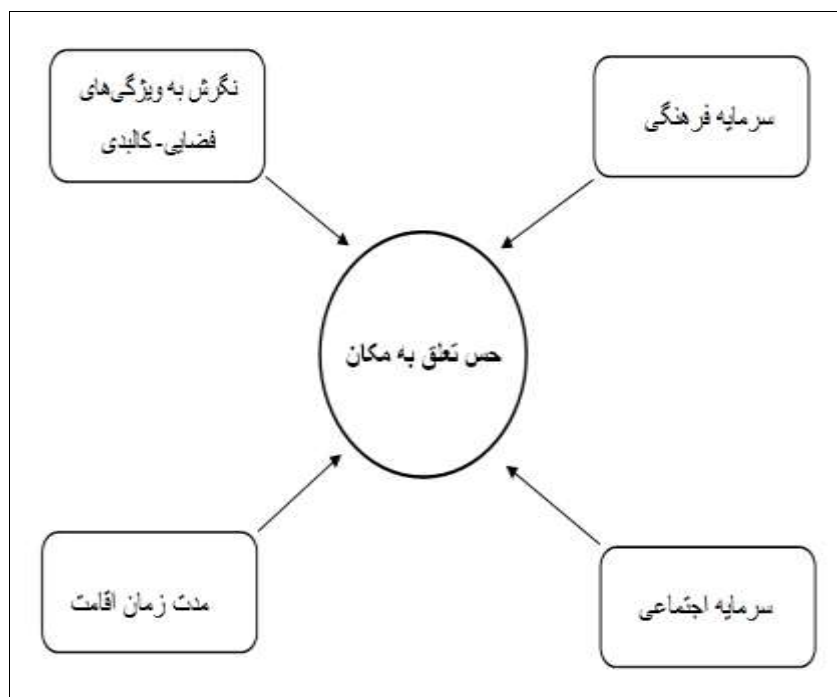 سرمایه فرهنگی
نگرش به ویژگی‌های
فضایی- کالبدی
حس تعلق به مکان
سرمایه اجتماعی
مدت زمان اقامت